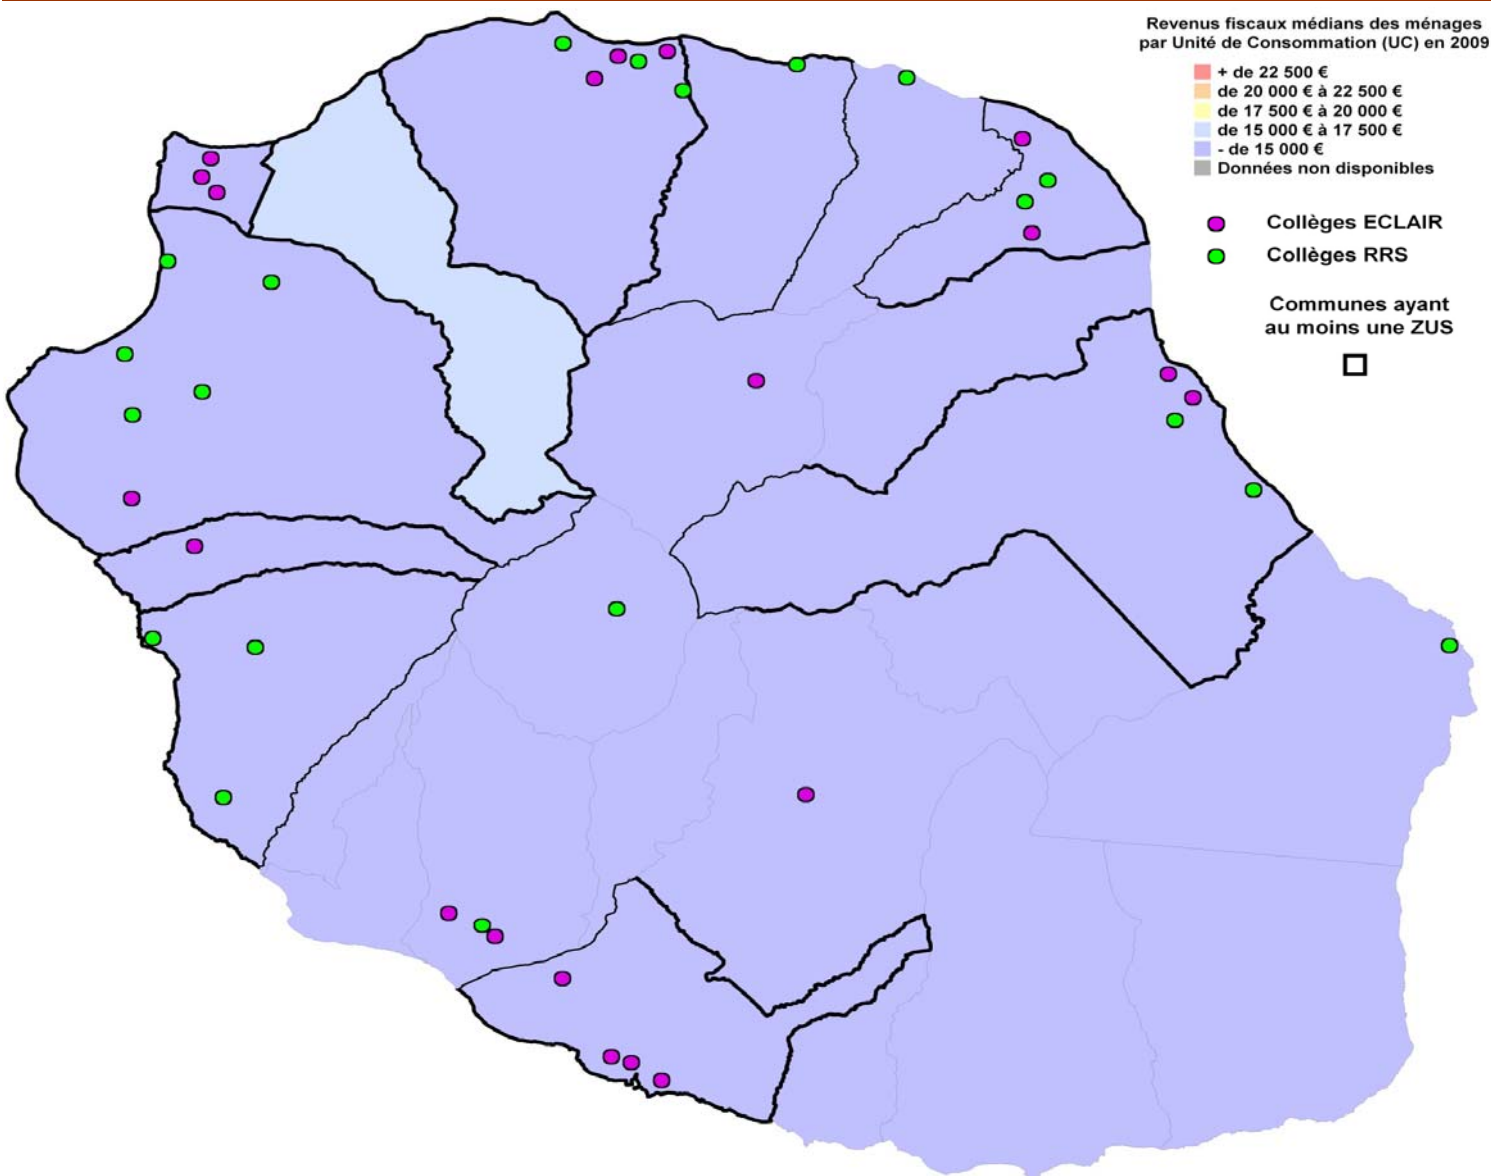 Revenus fiscaux médians des ménages
par Unité de Consommation (UC) en 2009
+ de 22 500 €
de 20 000 € à 22 500 €
de 17 500 € à 20 000 €
de 15 000 € à 17 500 €
- de 15 000 €
Données non disponibles
Collèges ECLAIR
Collèges RRS
Communes ayant
au moins une ZUS